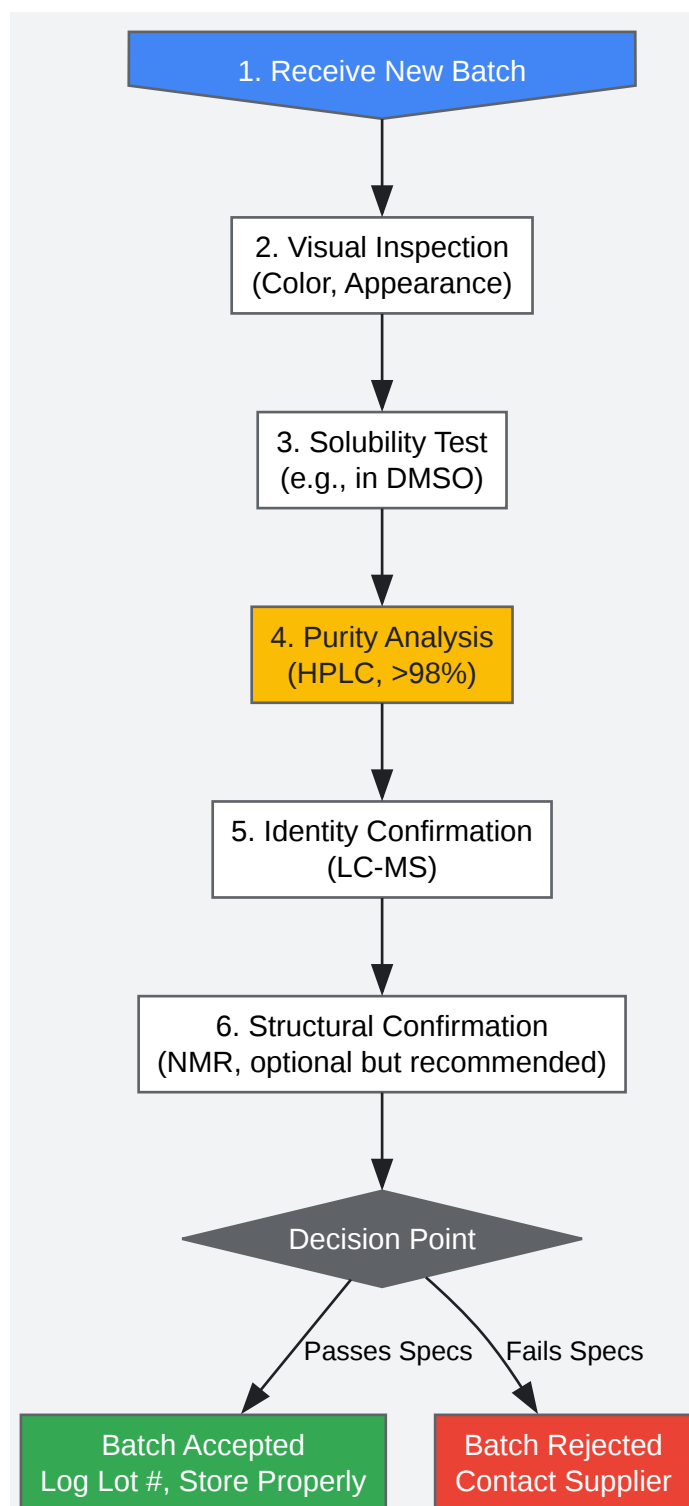 1. Receive New Batch
2. Visual Inspection
(Color, Appearance)
3. Solubility Test
(e.g., in DMSO)
4. Purity Analysis
(HPLC, >98%)
5. Identity Confirmation
(LC-MS)
6. Structural Confirmation
(NMR, optional but recommended)
Decision Point
Passes Specs
Fails Specs
Batch Accepted
Log Lot #, Store Properly
Batch Rejected
Contact Supplier